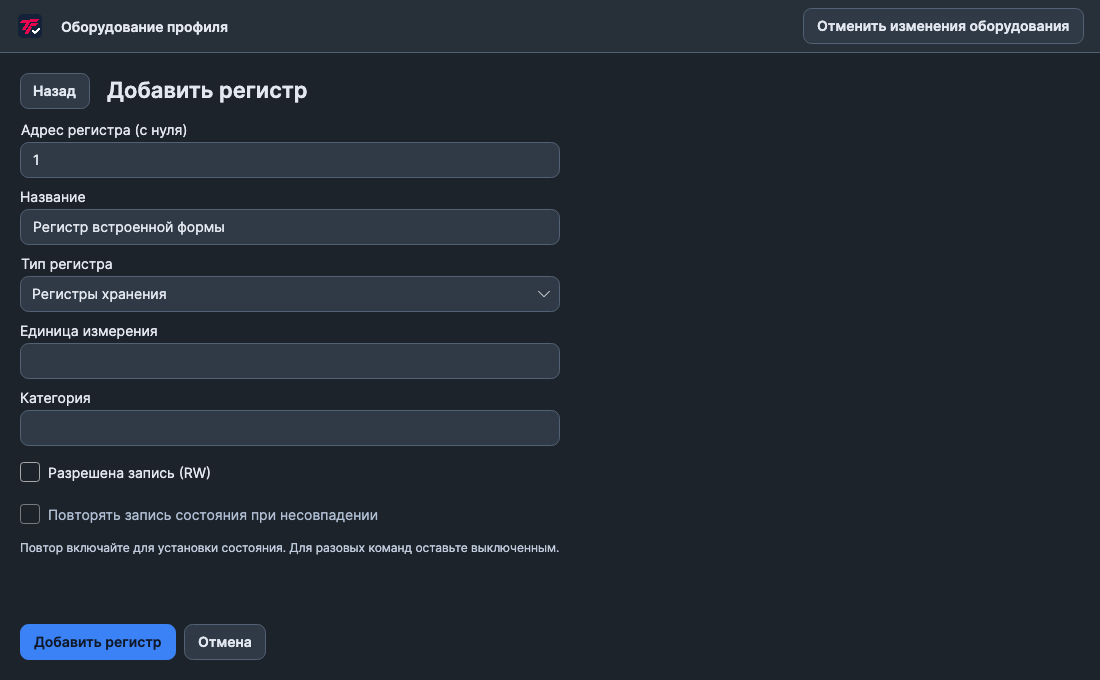 Оборудование профиля
Отменить изменения оборудования
Назад
Добавить регистр
Адрес регистра (с нуля)
1
Название
Регистр встроенной формы
Тип регистра
Регистры хранения
Единица измерения
Категория
Разрешена запись (RW)
Повторять запись состояния при несовпадении
Повтор включайте для установки состояния. Для разовых команд оставьте выключенным.
Добавить регистр
Отмена